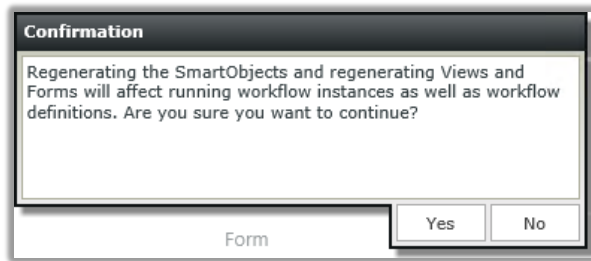 Confirmation
Regenerating the SmartObjects and regenerating Views and
Forms will affect running workflow instances as well as workflow
definitions. Are you sure you want to continue?
Yes No
Form